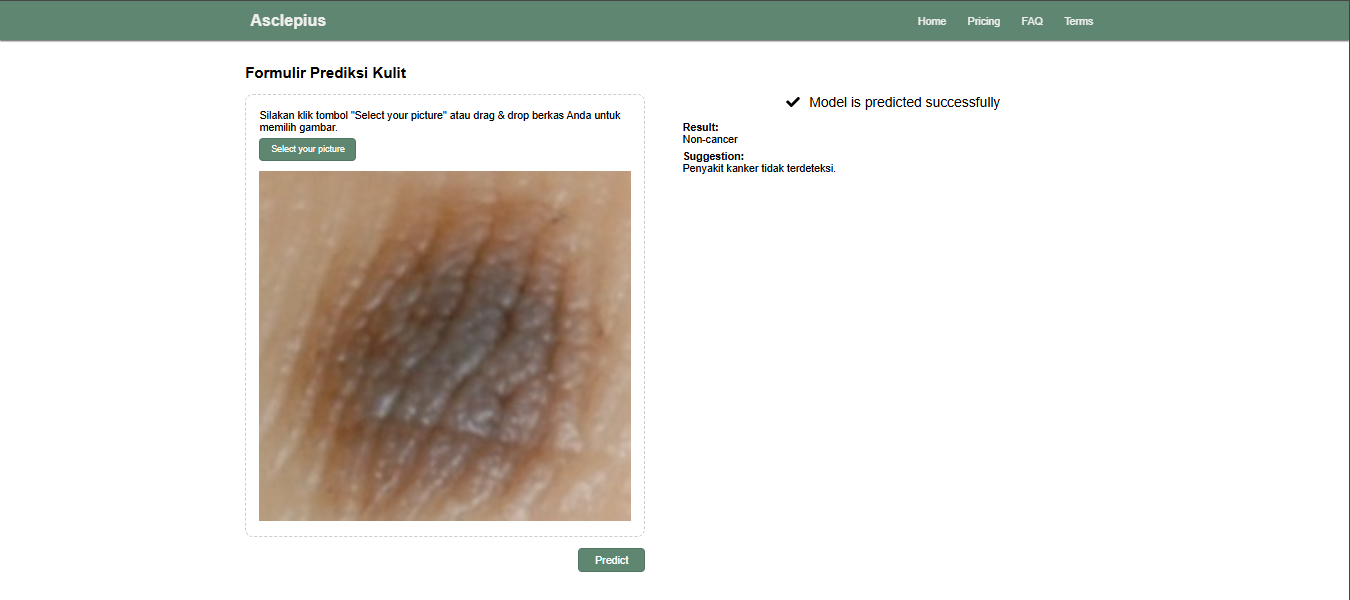 Asclepius
Home Pricing FAQ Terms
Formulir Prediksi Kulit
Silakan klik tombol "Select your picture" atau drag & drop berkas Anda untuk
memilih gambar.
Select your picture
Predict
Model is predicted successfully
Result:
Non-cancer
Suggestion:
Penyakit kanker tidak terdeteksi.